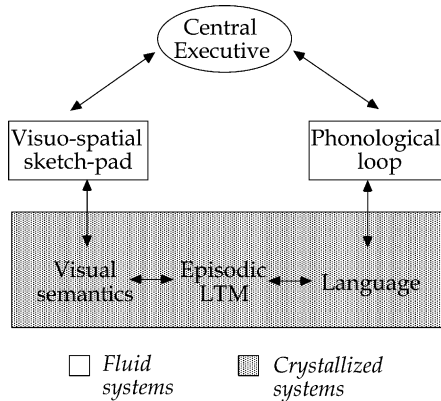 Central
Executive
Visuo-spatial
sketch-pad
Phonological
loop
Visual
semantics
Episodic
LTM
Language
Fluid
systems
Crystallized
systems